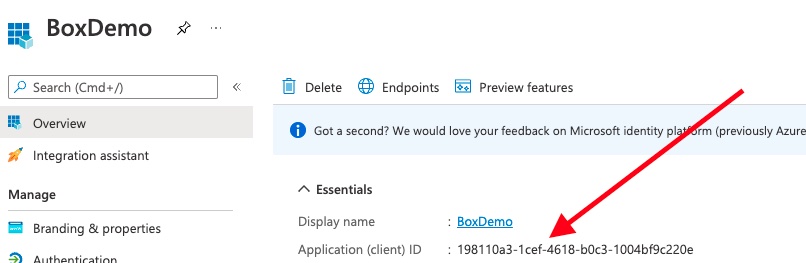 BoxDemo
Search (Cmd+/)
Overview
Integration assistant
Manage
Branding & properties
Authentication
Delete
Endpoints
Preview features
Got a second? We would love your feedback on Microsoft identity platform (previously Azure
Essentials
Display name : BoxDemo
Application (client) ID : 198110a3-1cef-4618-b0c3-1004bf9c220e